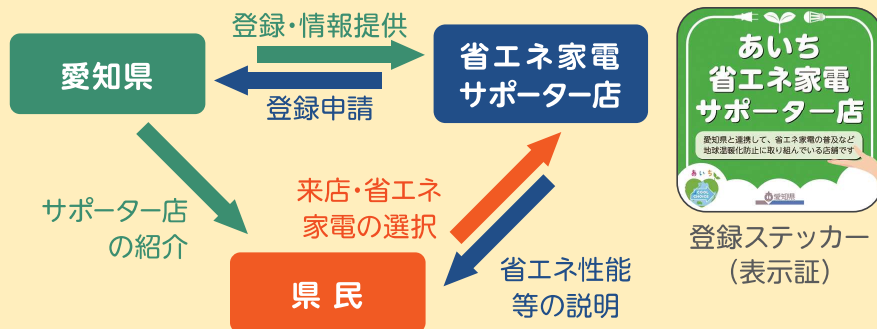 登録・情報提供
愛知県
省エネ家電
サポーター店
登録申請
サポーター店
の紹介
来店・省エネ
家電の選択
県民
省エネ性能
等の説明
あいち
省エネ家電
サポーター店
愛知県と連携して、省エネ家電の普及など
地球温暖化防止に取り組んでいる店舗です
あいち
愛知県
登録ステッカー
（表示証）